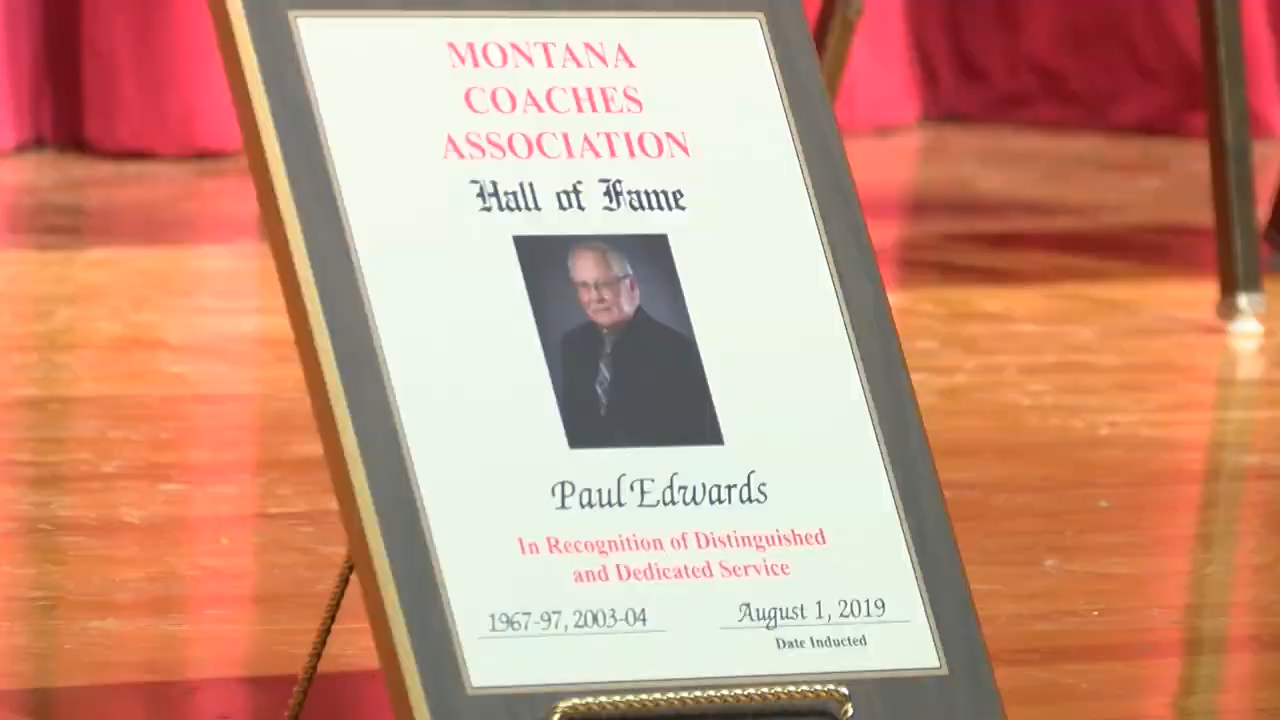 MONTANA
COACHES
ASSOCIATION
Hall of Fame
Paul Edwards
In Recognition of Distinguished
and Dedicated Service
1967-97, 2003-04
August 1, 2019
Date Inducted